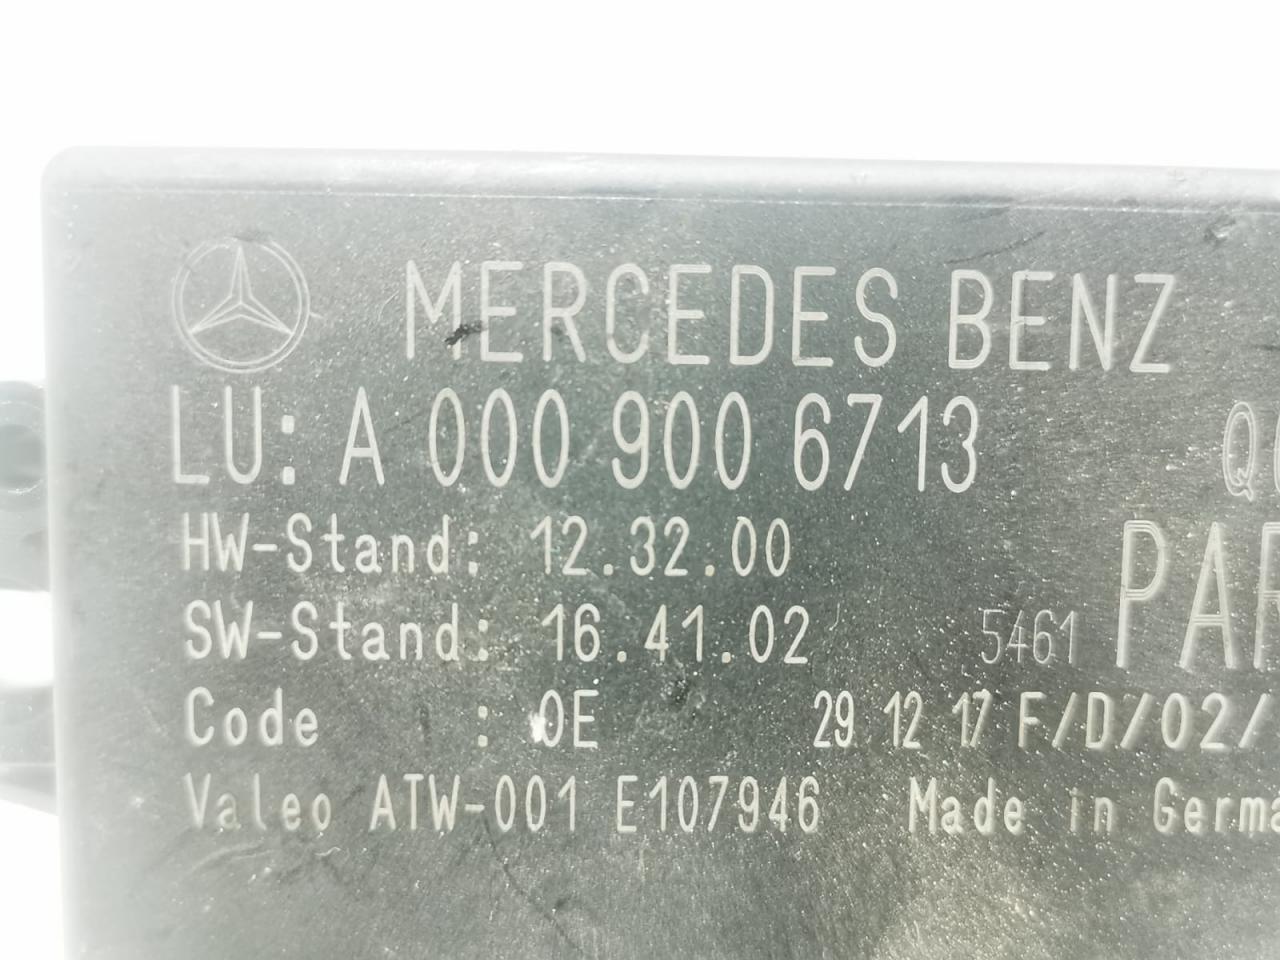 MERCEDES BENZ
LU: A 000 900 6713
HW-Stand: 12.32.00
SW-Stand: 16.41.02
5461
PAR
Code : 0E
29 12 17 F/D/02/
Valeo ATW-001 E107946
Made in Germa